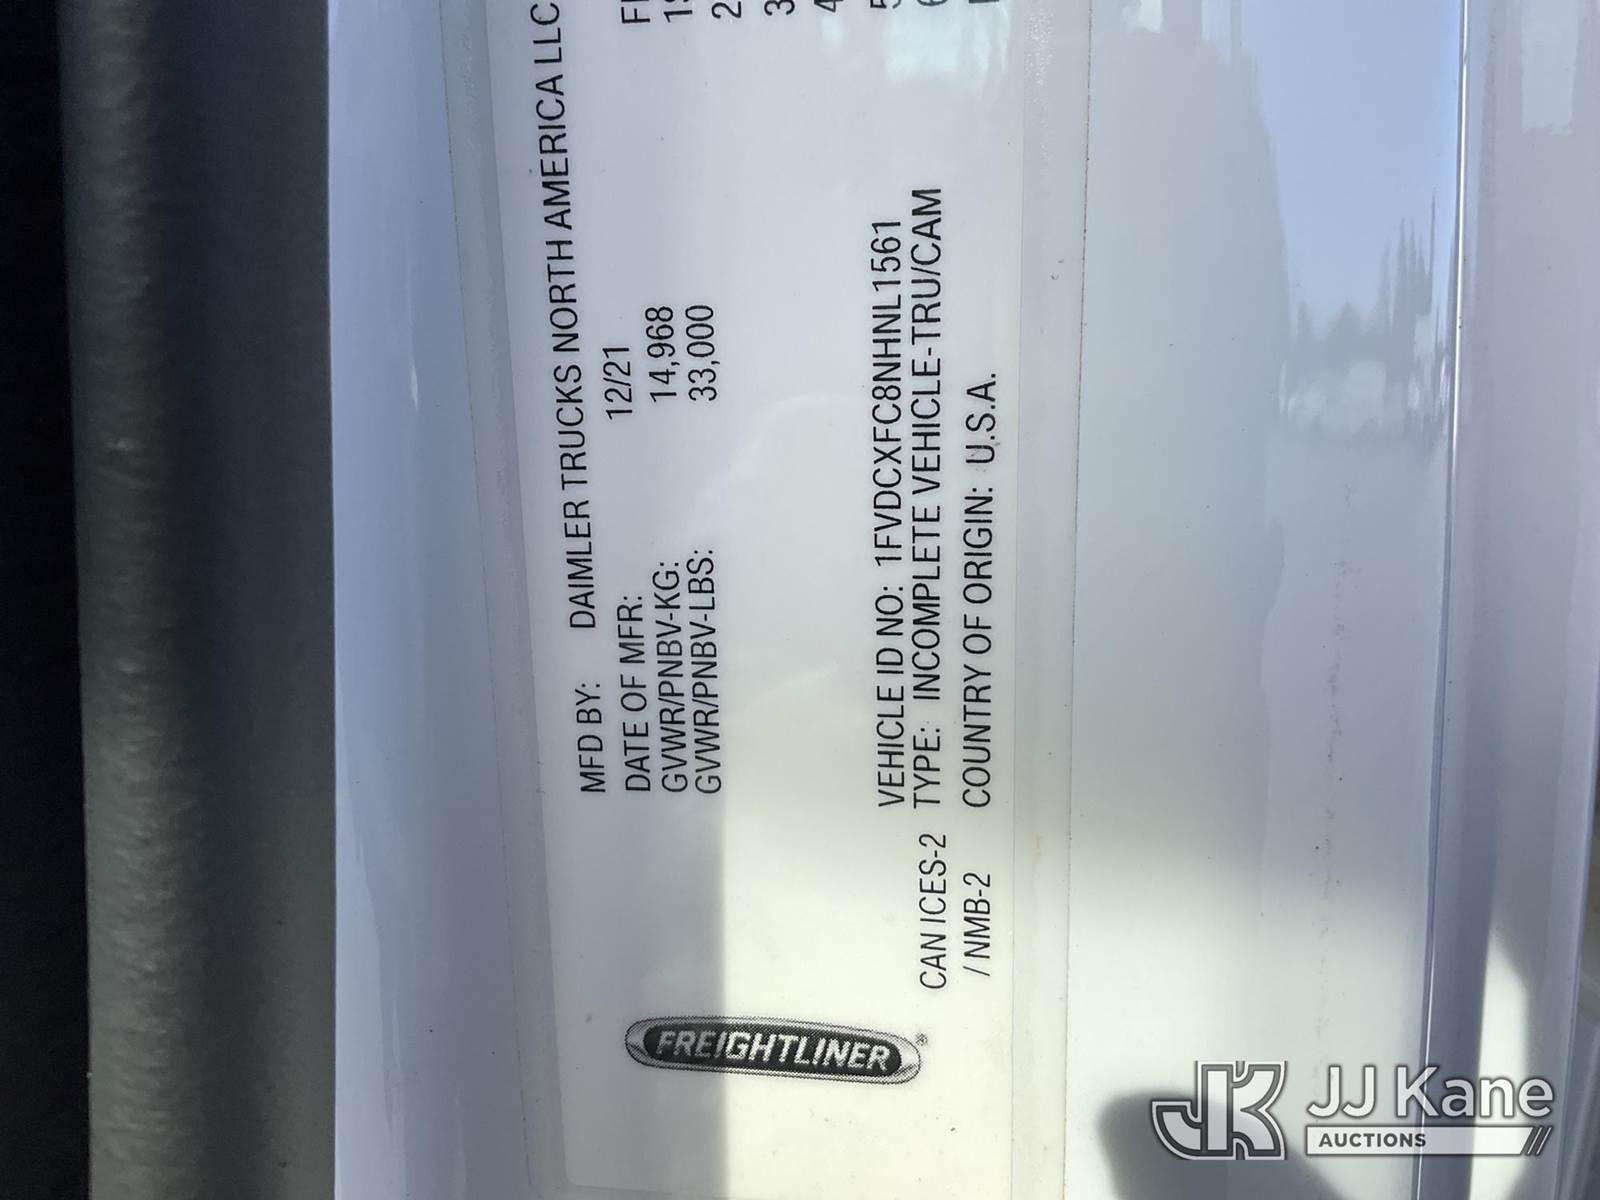 MFD BY: DAIMLER TRUCKS NORTH AMERICA LLC
DATE OF MFR: 12/21
GVWR/PNBV-KG: 14,968
GVWR/PNBV-LBS: 33,000
VEHICLE ID NO: 1FVDCXFC8NHNL1561
CAN ICES-2 TYPE: INCOMPLETE VEHICLE-TRU/CAM
/ NMB-2 COUNTRY OF ORIGIN: U.S.A.
FREIGHTLINER®
JK JJ Kane
AUCTIONS